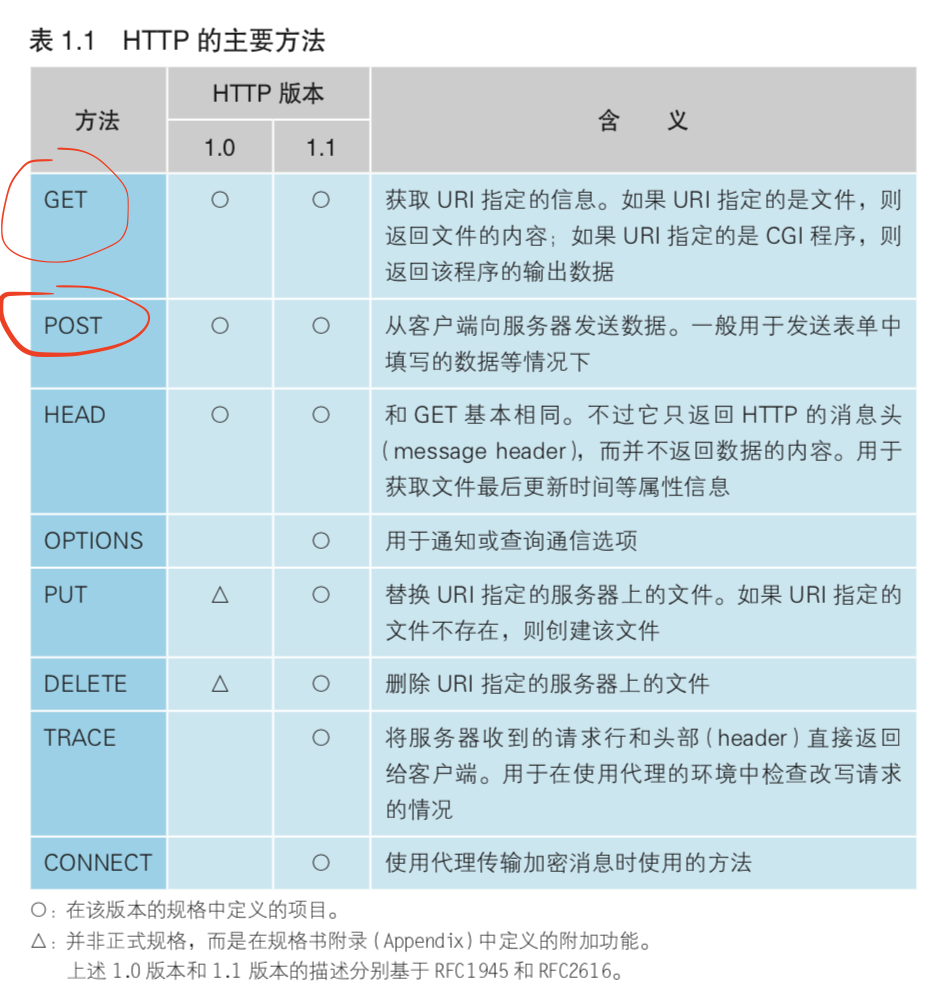 表 1.1 HTTP 的主要方法
方法 HTTP 版本 含 义
1.0 1.1
GET ○ ○ 获取 URI 指定的信息。如果 URI 指定的是文件，则
返回文件的内容；如果 URI 指定的是 CGI 程序，则
返回该程序的输出数据
POST ○ ○ 从客户端向服务器发送数据。一般用于发送表单中
填写的数据等情况下
HEAD ○ ○ 和 GET 基本相同。不过它只返回 HTTP 的消息头
（message header），而并不返回数据的内容。用于
获取文件最后更新时间等属性信息
OPTIONS ○ 用于通知或查询通信选项
PUT △ ○ 替换 URI 指定的服务器上的文件。如果 URI 指定的
文件不存在，则创建该文件
DELETE △ ○ 删除 URI 指定的服务器上的文件
TRACE ○ 将服务器收到的请求行和头部（header）直接返回
给客户端。用于在使用代理的环境中检查改写请求
的情况
CONNECT ○ 使用代理传输加密消息时使用的方法
○：在该版本的规格中定义的项目。
△：并非正式规格，而是在规格书附录（Appendix）中定义的附加功能。
上述 1.0 版本和 1.1 版本的描述分别基于 RFC1945 和 RFC2616。